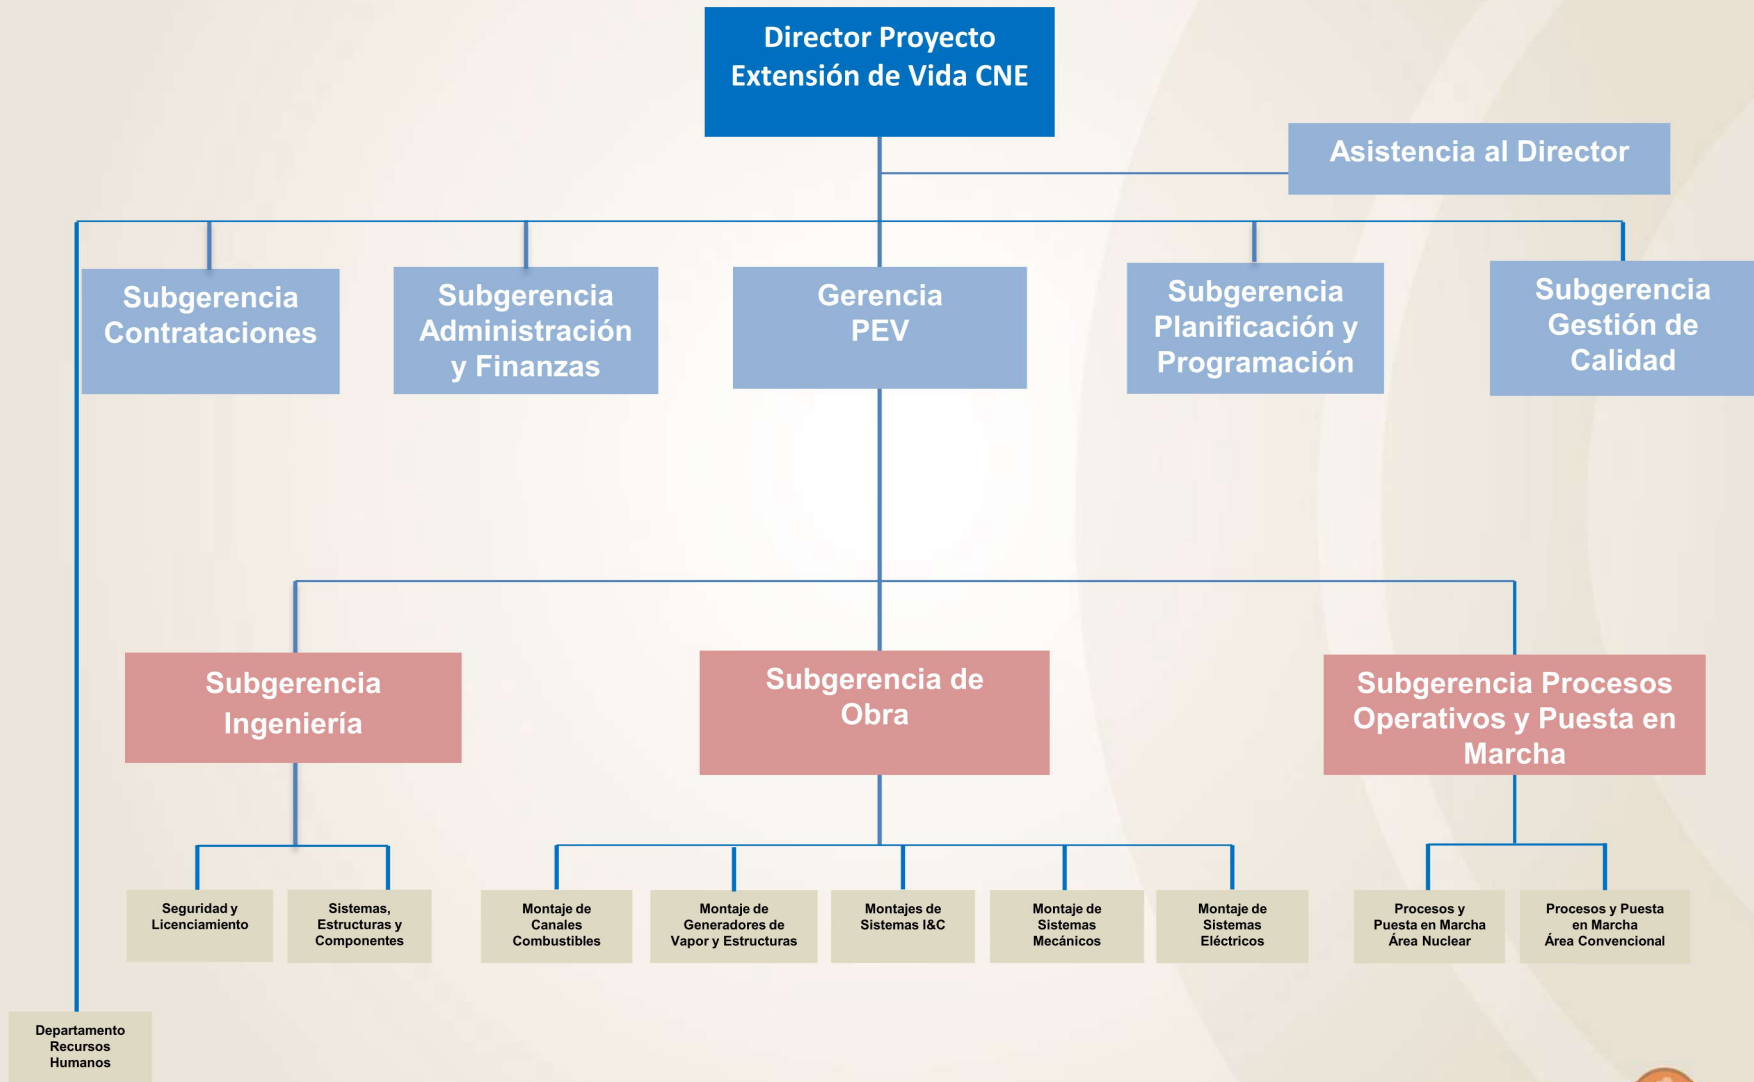 Director Proyecto
Extensión de Vida CNE
Asistencia al Director
Subgerencia
Contrataciones
Subgerencia
Administración
y Finanzas
Gerencia
PEV
Subgerencia
Planificación y
Programación
Subgerencia
Gestión de
Calidad
Subgerencia
Ingeniería
Subgerencia de
Obra
Subgerencia Procesos
Operativos y Puesta en
Marcha
Seguridad y
Licenciamiento
Sistemas,
Estructuras y
Componentes
Montaje de
Canales
Combustibles
Montaje de
Generadores de
Vapor y Estructuras
Montajes de
Sistemas I&C
Montaje de
Sistemas
Mecánicos
Montaje de
Sistemas
Eléctricos
Procesos y
Puesta en Marcha
Área Nuclear
Procesos y Puesta
en Marcha
Área Convencional
Departamento
Recursos
Humanos